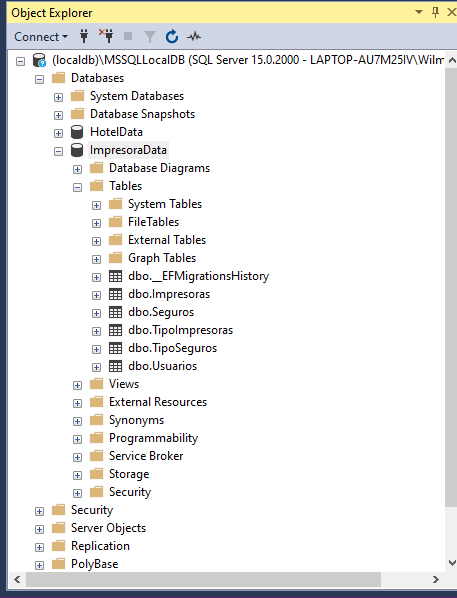 Object Explorer
Connect
(localdb)\MSSQLLocalDB (SQL Server 15.0.2000 - LAPTOP-AU7M25IV\Wilm
Databases
System Databases
Database Snapshots
HotelData
ImpresoraData
Database Diagrams
Tables
System Tables
FileTables
External Tables
Graph Tables
dbo.__EFMigrationsHistory
dbo.Impresoras
dbo.Seguros
dbo.TipoImpresoras
dbo.TipoSeguros
dbo.Usuarios
Views
External Resources
Synonyms
Programmability
Service Broker
Storage
Security
Security
Server Objects
Replication
PolyBase